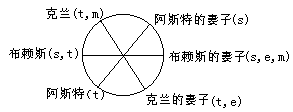 克兰(t,m)
阿斯特的妻子(s)
布赖斯(s,t)
布赖斯的妻子(s,e,m)
阿斯特(t)
克兰的妻子(t,e)